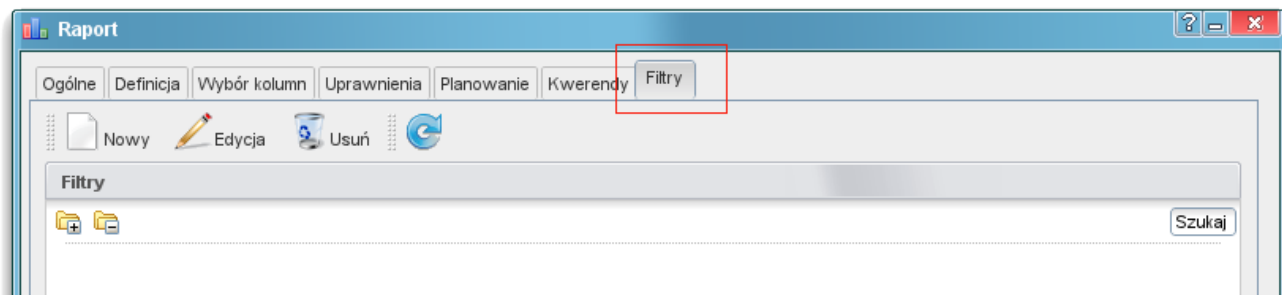 Raport
Ogólne Definicja Wybór kolumn Uprawnienia Planowanie Kwerendy Filtry
Nowy Edycja Usuń
Filtry
Szukaj